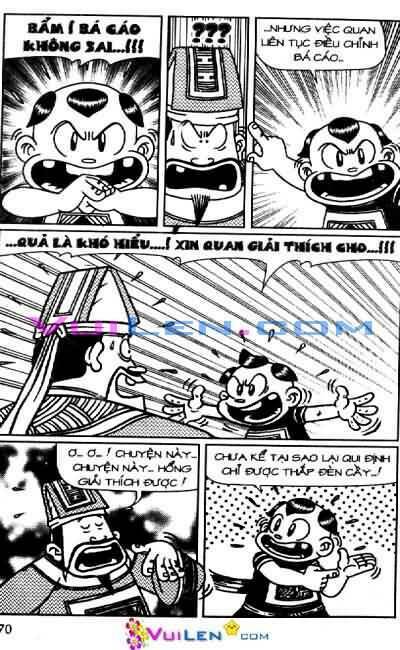 BẨM ! BÁ CÁO
KHÔNG SAI...!!!
???
...NHƯNG VIỆC QUAN
LIÊN TỤC ĐIỀU CHỈNH
BÁ CÁO...
...QUẢ LÀ KHÓ HIỂU....! XIN QUAN GIẢI THÍCH CHO...!!!
VUILEN.COM
Ơ... Ơ... ! CHUYỆN NÀY...
CHUYỆN NÀY... HỔNG
GIẢI THÍCH ĐƯỢC !
CHƯA KỂ TẠI SAO LẠI QUI ĐỊNH
CHỈ ĐƯỢC THẮP ĐÈN CẦY...!
70
VUILEN.COM